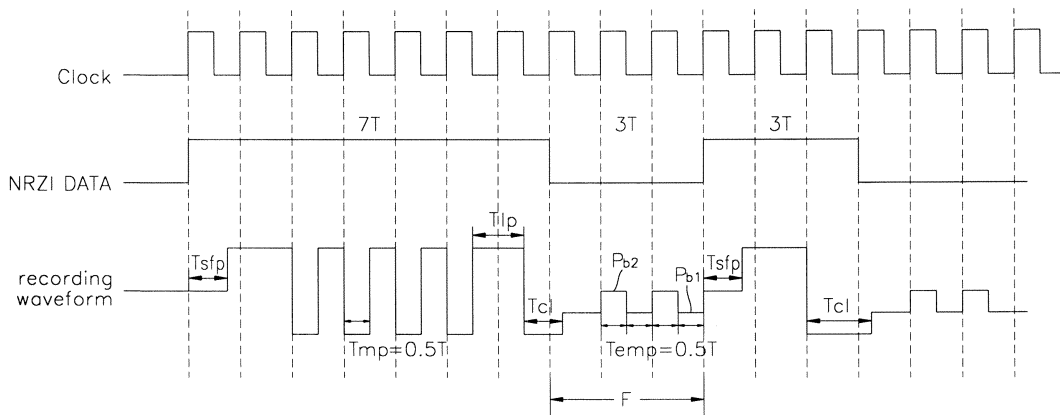 Clock
7T
3T
3T
NRZI DATA
Tlp
Tsfp
Pb2
Pb1
Tsfp
recording
waveform
Tcl
Tcl
Tmp=0.5T
Temp=0.5T
F